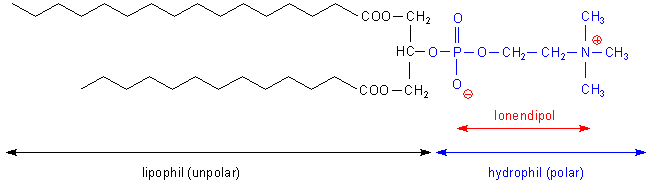 O CH₃
COO CH₂
HC O P O CH₂ CH₂ N ⊕ CH₃
O ⊖ CH₃
COO CH₂
Ionendipol
lipophil (unpolar) hydrophil (polar)